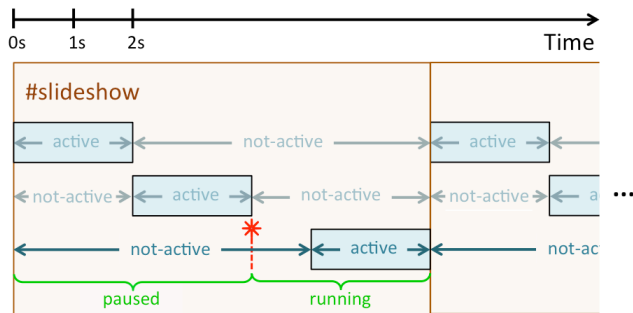 0s 1s 2s Time
#slideshow
active not-active active
not-active active not-active not-active ...
not-active active
paused running